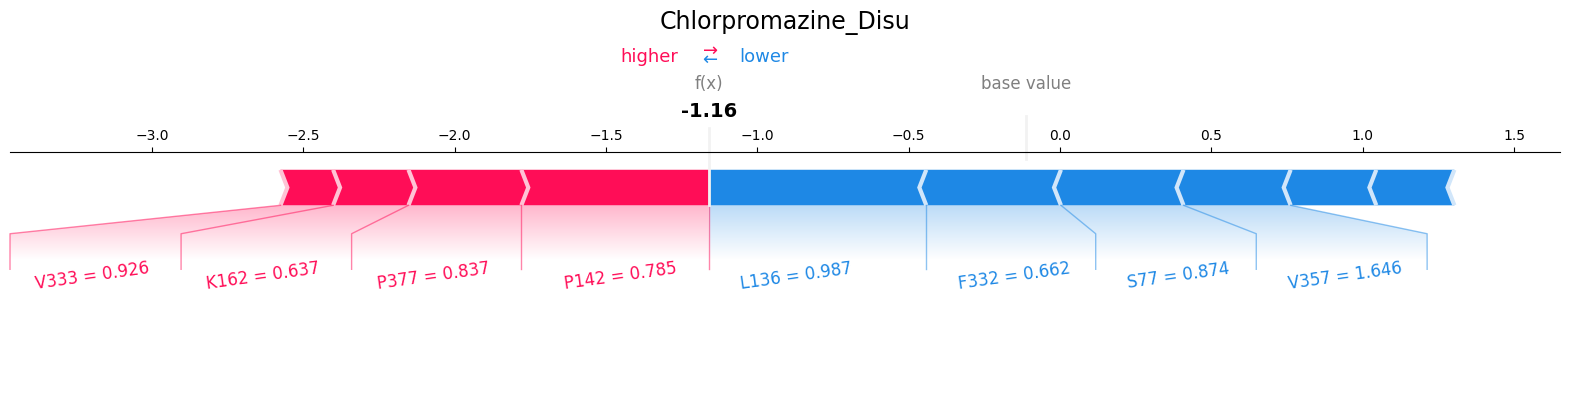 Chlorpromazine_Disu
higher ⇄ lower
f(x) base value
-1.16
−3.0 −2.5 −2.0 −1.5 −1.0 −0.5 0.0 0.5 1.0 1.5
V333 = 0.926 K162 = 0.637 P377 = 0.837 P142 = 0.785 L136 = 0.987 F332 = 0.662 S77 = 0.874 V357 = 1.646